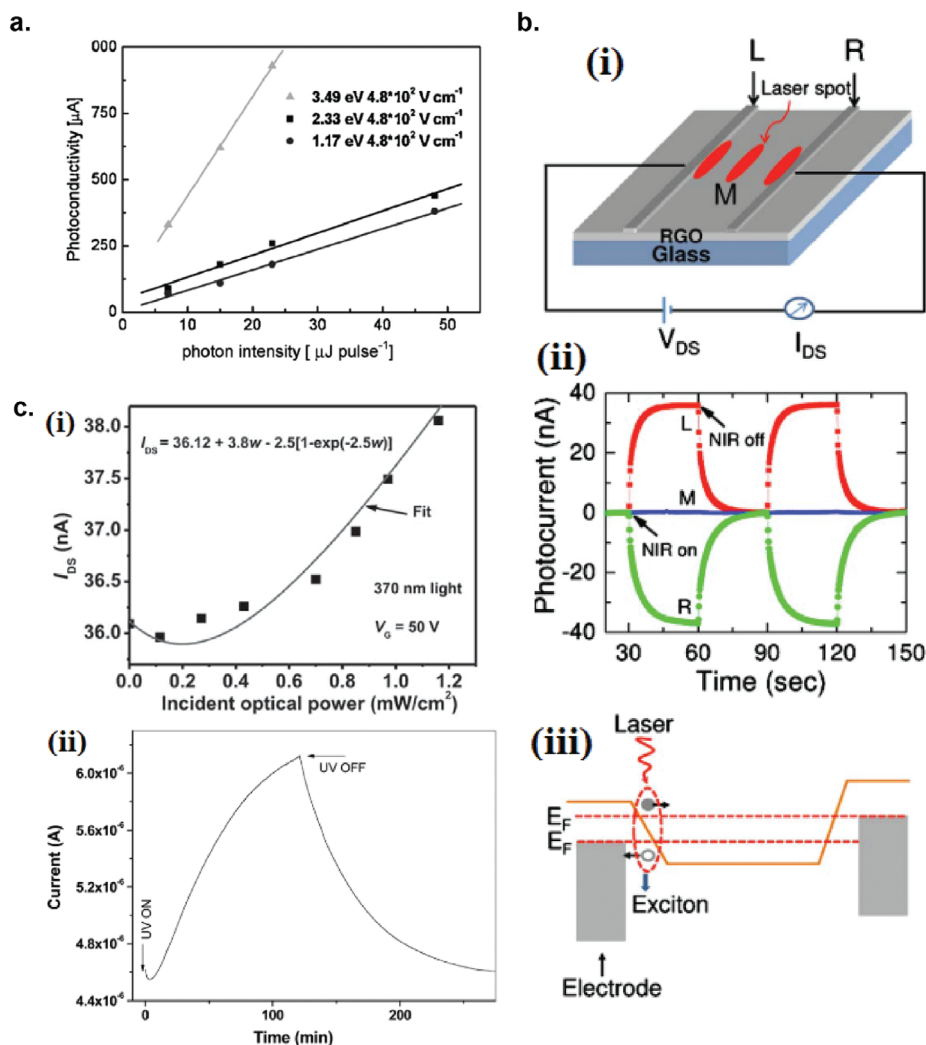 a.
000
750
500
250
0
0 10 20 30 40 50
Photoconductivity [µA]
photon intensity [ µJ pulse⁻¹]
3.49 eV 4.8*10² V cm⁻¹
2.33 eV 4.8*10² V cm⁻¹
1.17 eV 4.8*10² V cm⁻¹
b.
(i)
L R
Laser spot
M
RGO
Glass
V_DS I_DS
(ii)
40
20
0
-20
-40
Photocurrent (nA)
L
NIR off
M
NIR on
R
30 60 90 120 150
Time (sec)
(iii)
Laser
E_F
E_F
Exciton
Electrode
c.
(i)
38.0
37.5
37.0
36.5
36.0
I_DS (nA)
I_DS = 36.12 + 3.8w - 2.5[1-exp(-2.5w)]
Fit
370 nm light
V_G = 50 V
0.0 0.2 0.4 0.6 0.8 1.0 1.2
Incident optical power (mW/cm²)
(ii)
6.0x10⁻⁶
5.6x10⁻⁶
5.2x10⁻⁶
4.8x10⁻⁶
4.4x10⁻⁶
Current (A)
UV ON
UV OFF
0 100 200
Time (min)